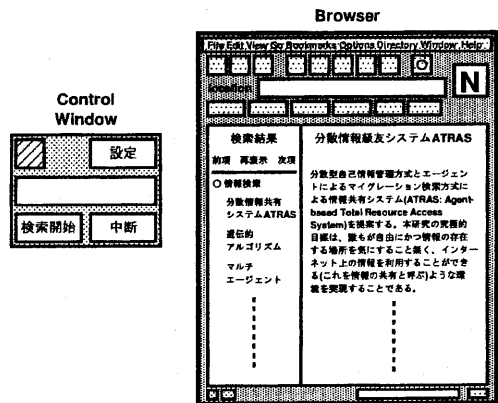 Browser
File Edit View Go Bookmarks Options Directory Window Help
Location
N
Control
Window
設定
検索開始
中断
検索結果
前項 再表示 次項
情報検索
分散情報共有
システムATRAS
遺伝的
アルゴリズム
マルチ
エージェント
分散情報級友システムATRAS
分散型自己情報管理方式とエージェン
トによるマイグレーション検索方式に
よる情報共有システム(ATRAS: Agent-
based Total Resource Access
System)を提案する。本研究の究極的
目標は、誰もが自由にかつ情報の存在
する場所を気にすること無く、インター
ネット上の情報を利用することができ
る(これを情報の共有と呼ぶ)ような環
境を実現することである。